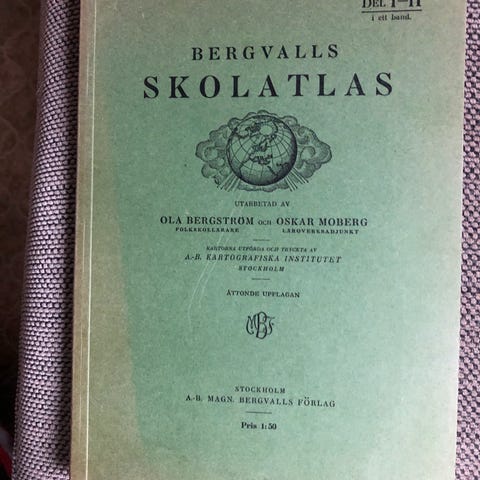 DEL I–II
i ett band.
BERGVALLS
SKOLATLAS
UTARBETAD AV
OLA BERGSTRÖM OCH OSKAR MOBERG
FOLKSKOLLÄRARE LÄROVERKSADJUNKT
KARTORNA UTFÖRDA OCH TRYCKTA AV
A.-B. KARTOGRAFISKA INSTITUTET
STOCKHOLM
ÅTTONDE UPPLAGAN
STOCKHOLM
A.-B. MAGN. BERGVALLS FÖRLAG
Pris 1:50